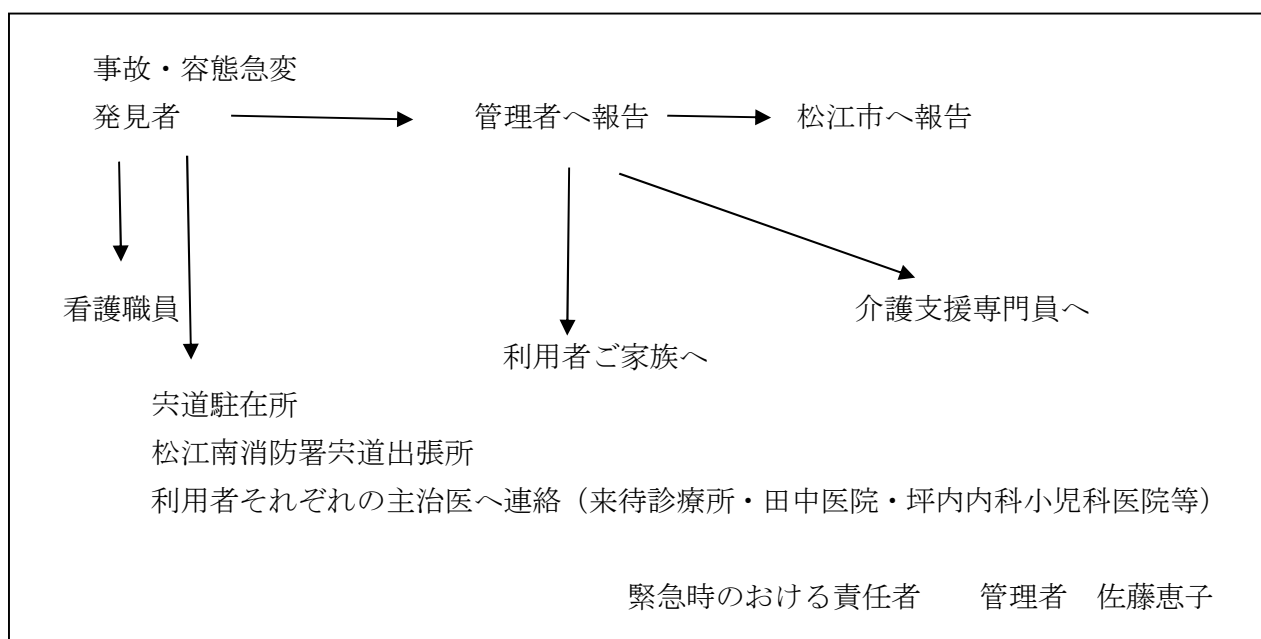 事故・容態急変
発見者 管理者へ報告 松江市へ報告
看護職員 介護支援専門員へ
利用者ご家族へ
宍道駐在所
松江南消防署宍道出張所
利用者それぞれの主治医へ連絡（来待診療所・田中医院・坪内内科小児科医院等）
緊急時のおける責任者　　管理者　佐藤恵子